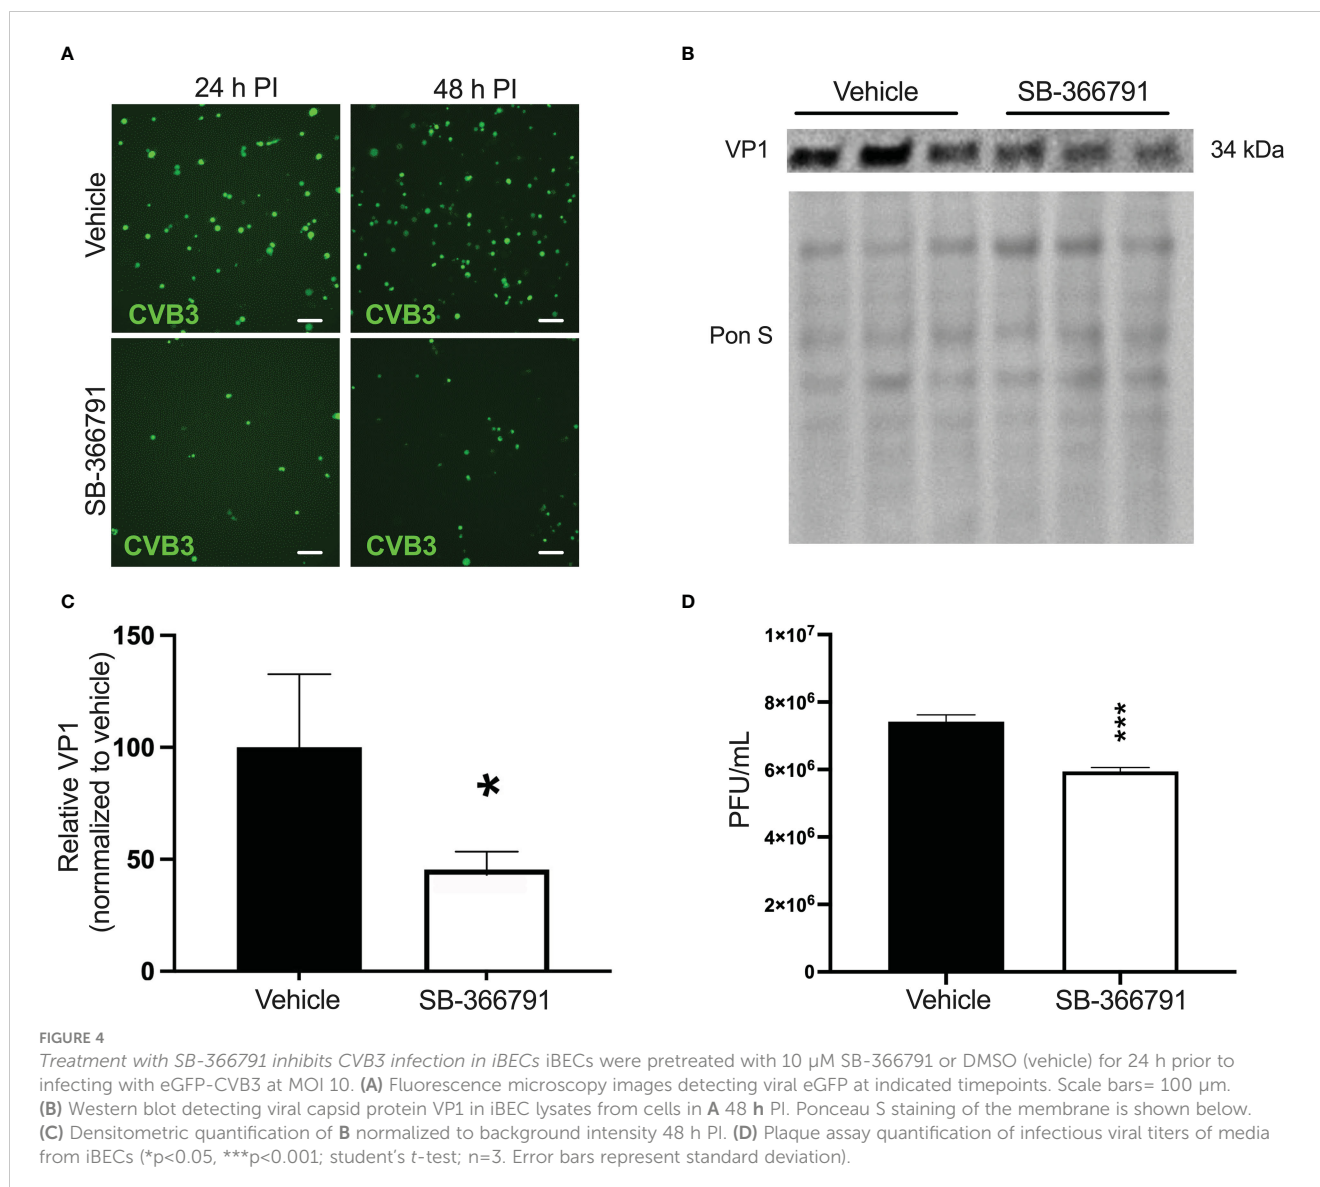 A
24 h PI
48 h PI
Vehicle
CVB3
CVB3
SB-366791
CVB3
CVB3
B
Vehicle
SB-366791
VP1
34 kDa
Pon S
C
150
100
50
0
Relative VP1
(nornmalized to vehicle)
*
Vehicle
SB-366791
D
1×10⁷
8×10⁶
6×10⁶
4×10⁶
2×10⁶
0
PFU/mL
***
Vehicle
SB-366791
FIGURE 4
Treatment with SB-366791 inhibits CVB3 infection in iBECs iBECs were pretreated with 10 µM SB-366791 or DMSO (vehicle) for 24 h prior to
infecting with eGFP-CVB3 at MOI 10. (A) Fluorescence microscopy images detecting viral eGFP at indicated timepoints. Scale bars= 100 µm.
(B) Western blot detecting viral capsid protein VP1 in iBEC lysates from cells in A 48 h PI. Ponceau S staining of the membrane is shown below.
(C) Densitometric quantification of B normalized to background intensity 48 h PI. (D) Plaque assay quantification of infectious viral titers of media
from iBECs (*p<0.05, ***p<0.001; student's t-test; n=3. Error bars represent standard deviation).